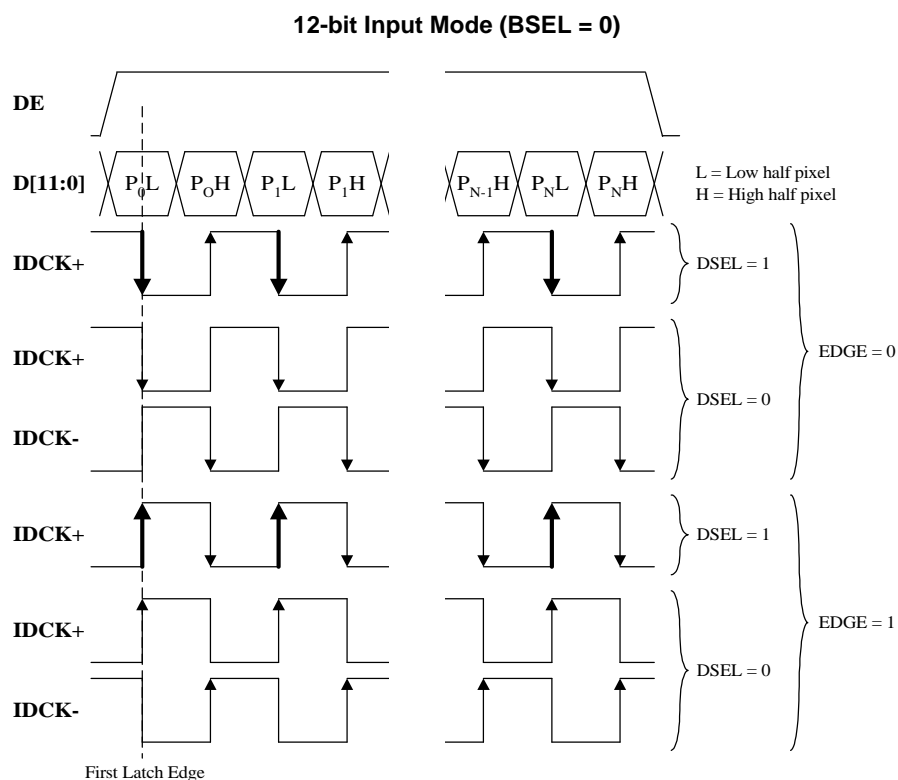 12-bit Input Mode (BSEL = 0)
DE
D[11:0]
P0L POH P1L P1H PN-1H PNL PNH
L = Low half pixel
H = High half pixel
IDCK+
DSEL = 1
IDCK+
EDGE = 0
DSEL = 0
IDCK-
IDCK+
DSEL = 1
IDCK+
EDGE = 1
DSEL = 0
IDCK-
First Latch Edge